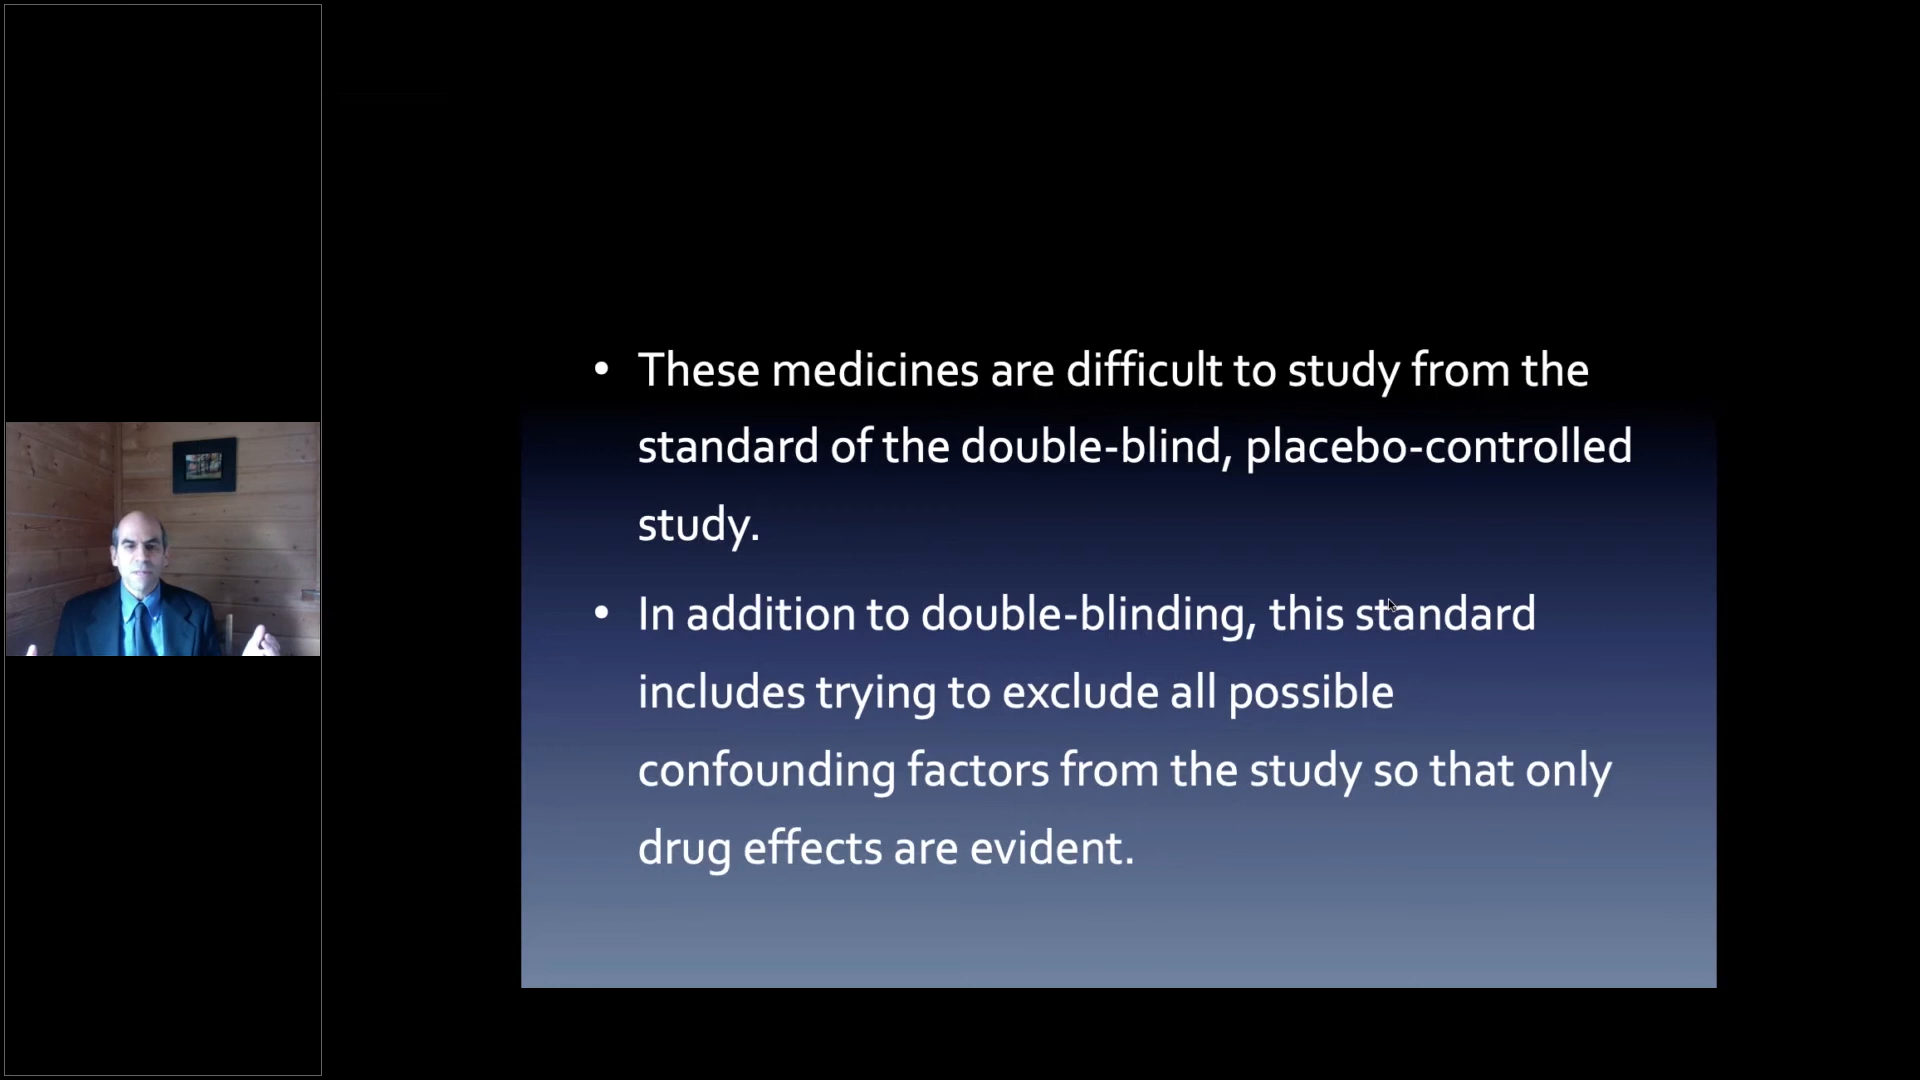 • These medicines are difficult to study from the
standard of the double-blind, placebo-controlled
study.
• In addition to double-blinding, this standard
includes trying to exclude all possible
confounding factors from the study so that only
drug effects are evident.